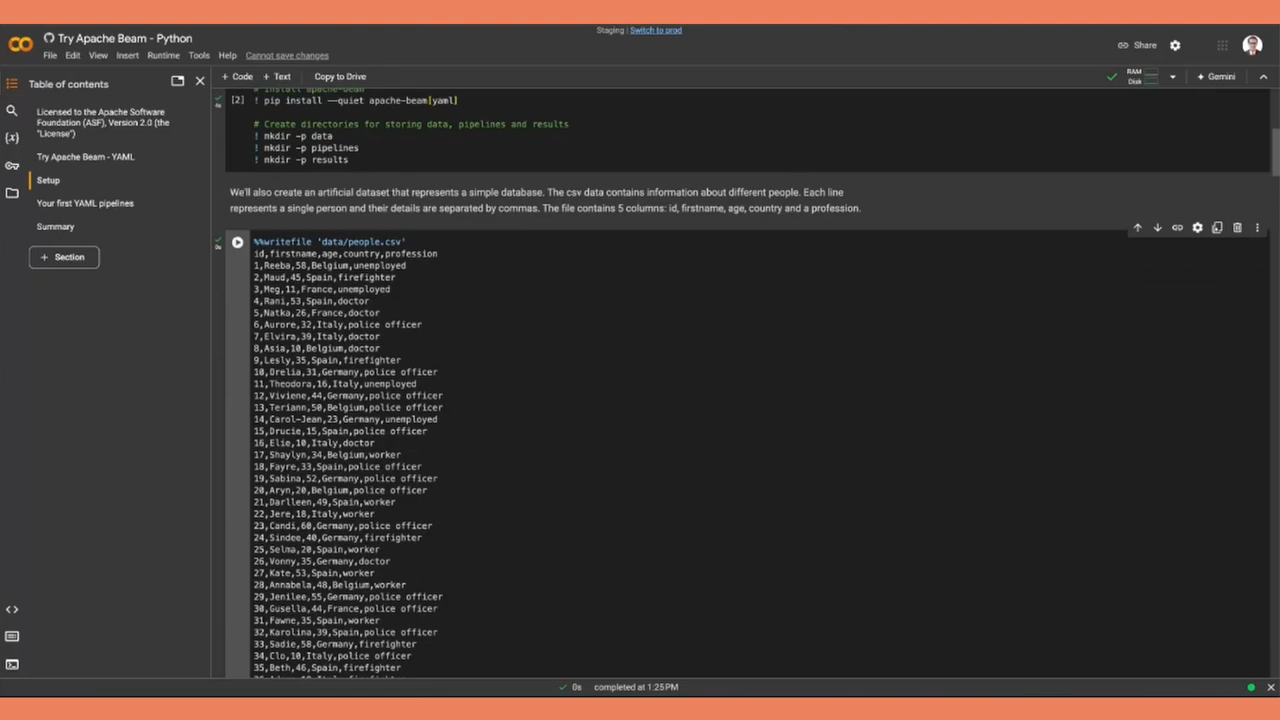 Staging | Switch to prod
Try Apache Beam - Python
File Edit View Insert Runtime Tools Help Cannot save changes
Share
Table of contents
+ Code + Text Copy to Drive
RAM
Disk
Gemini
Licensed to the Apache Software
Foundation (ASF), Version 2.0 (the
"License")
Try Apache Beam - YAML
Setup
Your first YAML pipelines
Summary
+ Section
# Install apache-beam
[2] ! pip install --quiet apache-beam[yaml]
4s
# Create directories for storing data, pipelines and results
! mkdir -p data
! mkdir -p pipelines
! mkdir -p results
We'll also create an artificial dataset that represents a simple database. The csv data contains information about different people. Each line
represents a single person and their details are separated by commas. The file contains 5 columns: id, firstname, age, country and a profession.
0s
%%writefile 'data/people.csv'
id,firstname,age,country,profession
1,Reeba,58,Belgium,unemployed
2,Maud,45,Spain,firefighter
3,Meg,11,France,unemployed
4,Rani,53,Spain,doctor
5,Natka,26,France,doctor
6,Aurore,32,Italy,police officer
7,Elvira,39,Italy,doctor
8,Asia,10,Belgium,doctor
9,Lesly,35,Spain,firefighter
10,Orelia,31,Germany,police officer
11,Theodora,16,Italy,unemployed
12,Viviene,44,Germany,police officer
13,Teriann,50,Belgium,police officer
14,Carol-Jean,23,Germany,unemployed
15,Drucie,15,Spain,police officer
16,Elie,10,Italy,doctor
17,Shaylyn,34,Belgium,worker
18,Fayre,33,Spain,police officer
19,Sabina,52,Germany,police officer
20,Aryn,20,Belgium,police officer
21,Darlleen,49,Spain,worker
22,Jere,18,Italy,worker
23,Candi,60,Germany,police officer
24,Sindee,40,Germany,firefighter
25,Selma,20,Spain,worker
26,Vonny,35,Germany,doctor
27,Kate,53,Spain,worker
28,Annabela,48,Belgium,worker
29,Jenilee,55,Germany,police officer
30,Gusella,44,France,police officer
31,Fawne,35,Spain,worker
32,Karolina,39,Spain,police officer
33,Sadie,58,Germany,firefighter
34,Clo,10,Italy,police officer
35,Beth,46,Spain,firefighter
0s completed at 1:25PM